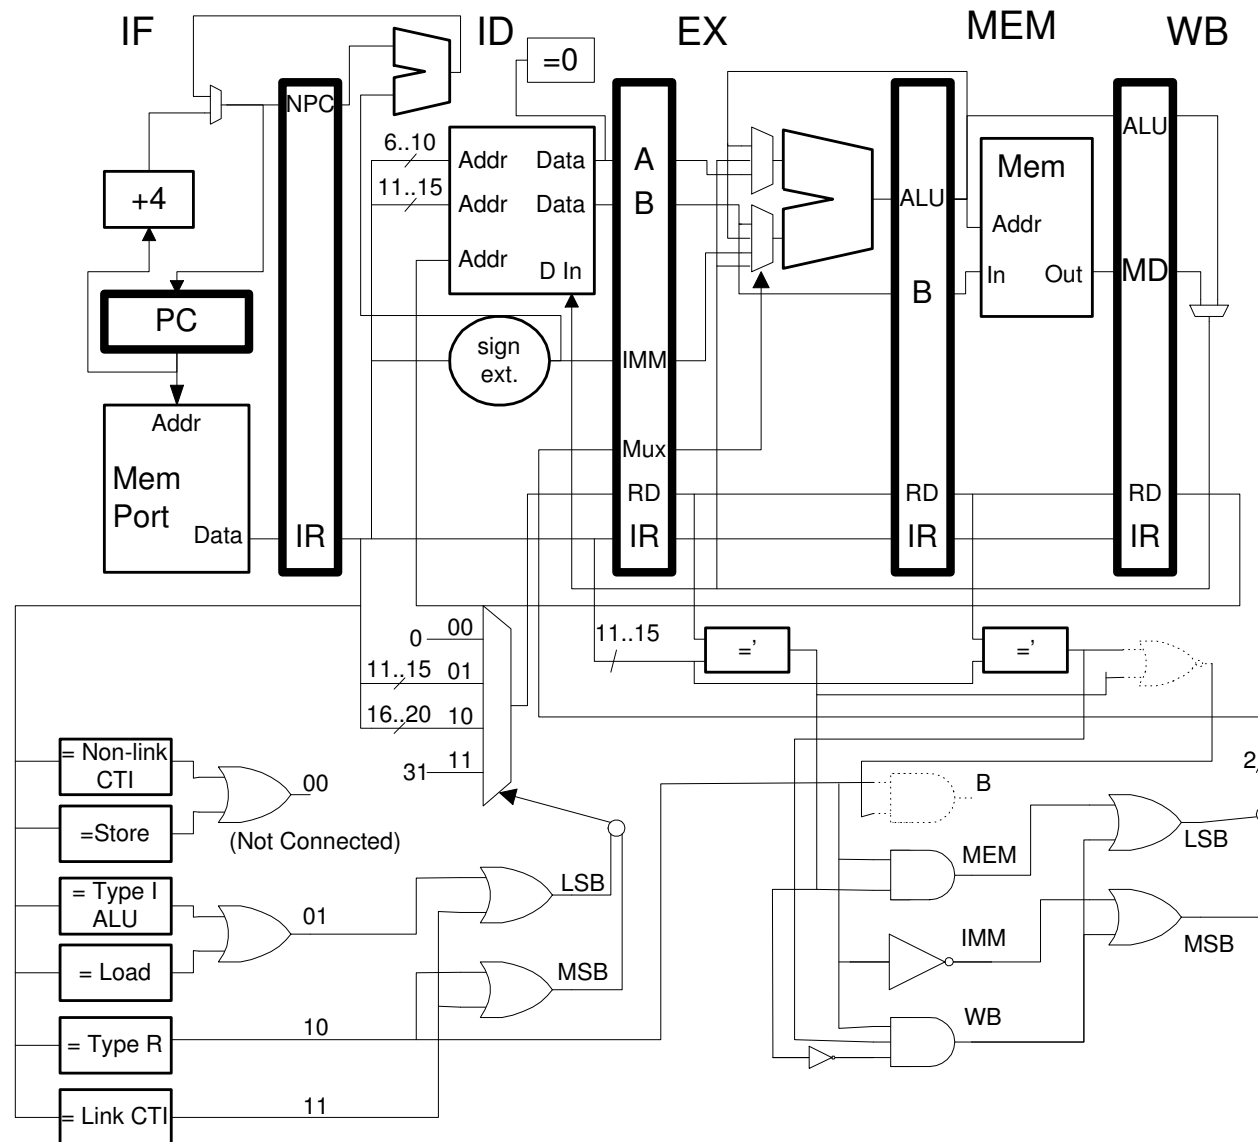 IF
ID
EX
MEM
WB
=0
NPC
ALU
6..10
Addr
Data
A
Mem
11..15
Addr
Data
B
ALU
+4
Addr
Addr
D In
In
Out
MD
B
PC
sign
ext.
IMM
Addr
Mux
Mem
Port
RD
RD
RD
Data
IR
IR
IR
IR
0
00
11..15
=’
=’
11..15
01
16..20
10
= Non-link
CTI
31
11
2
00
B
=Store
(Not Connected)
MEM
LSB
= Type I
ALU
LSB
01
IMM
MSB
= Load
MSB
WB
10
= Type R
11
= Link CTI